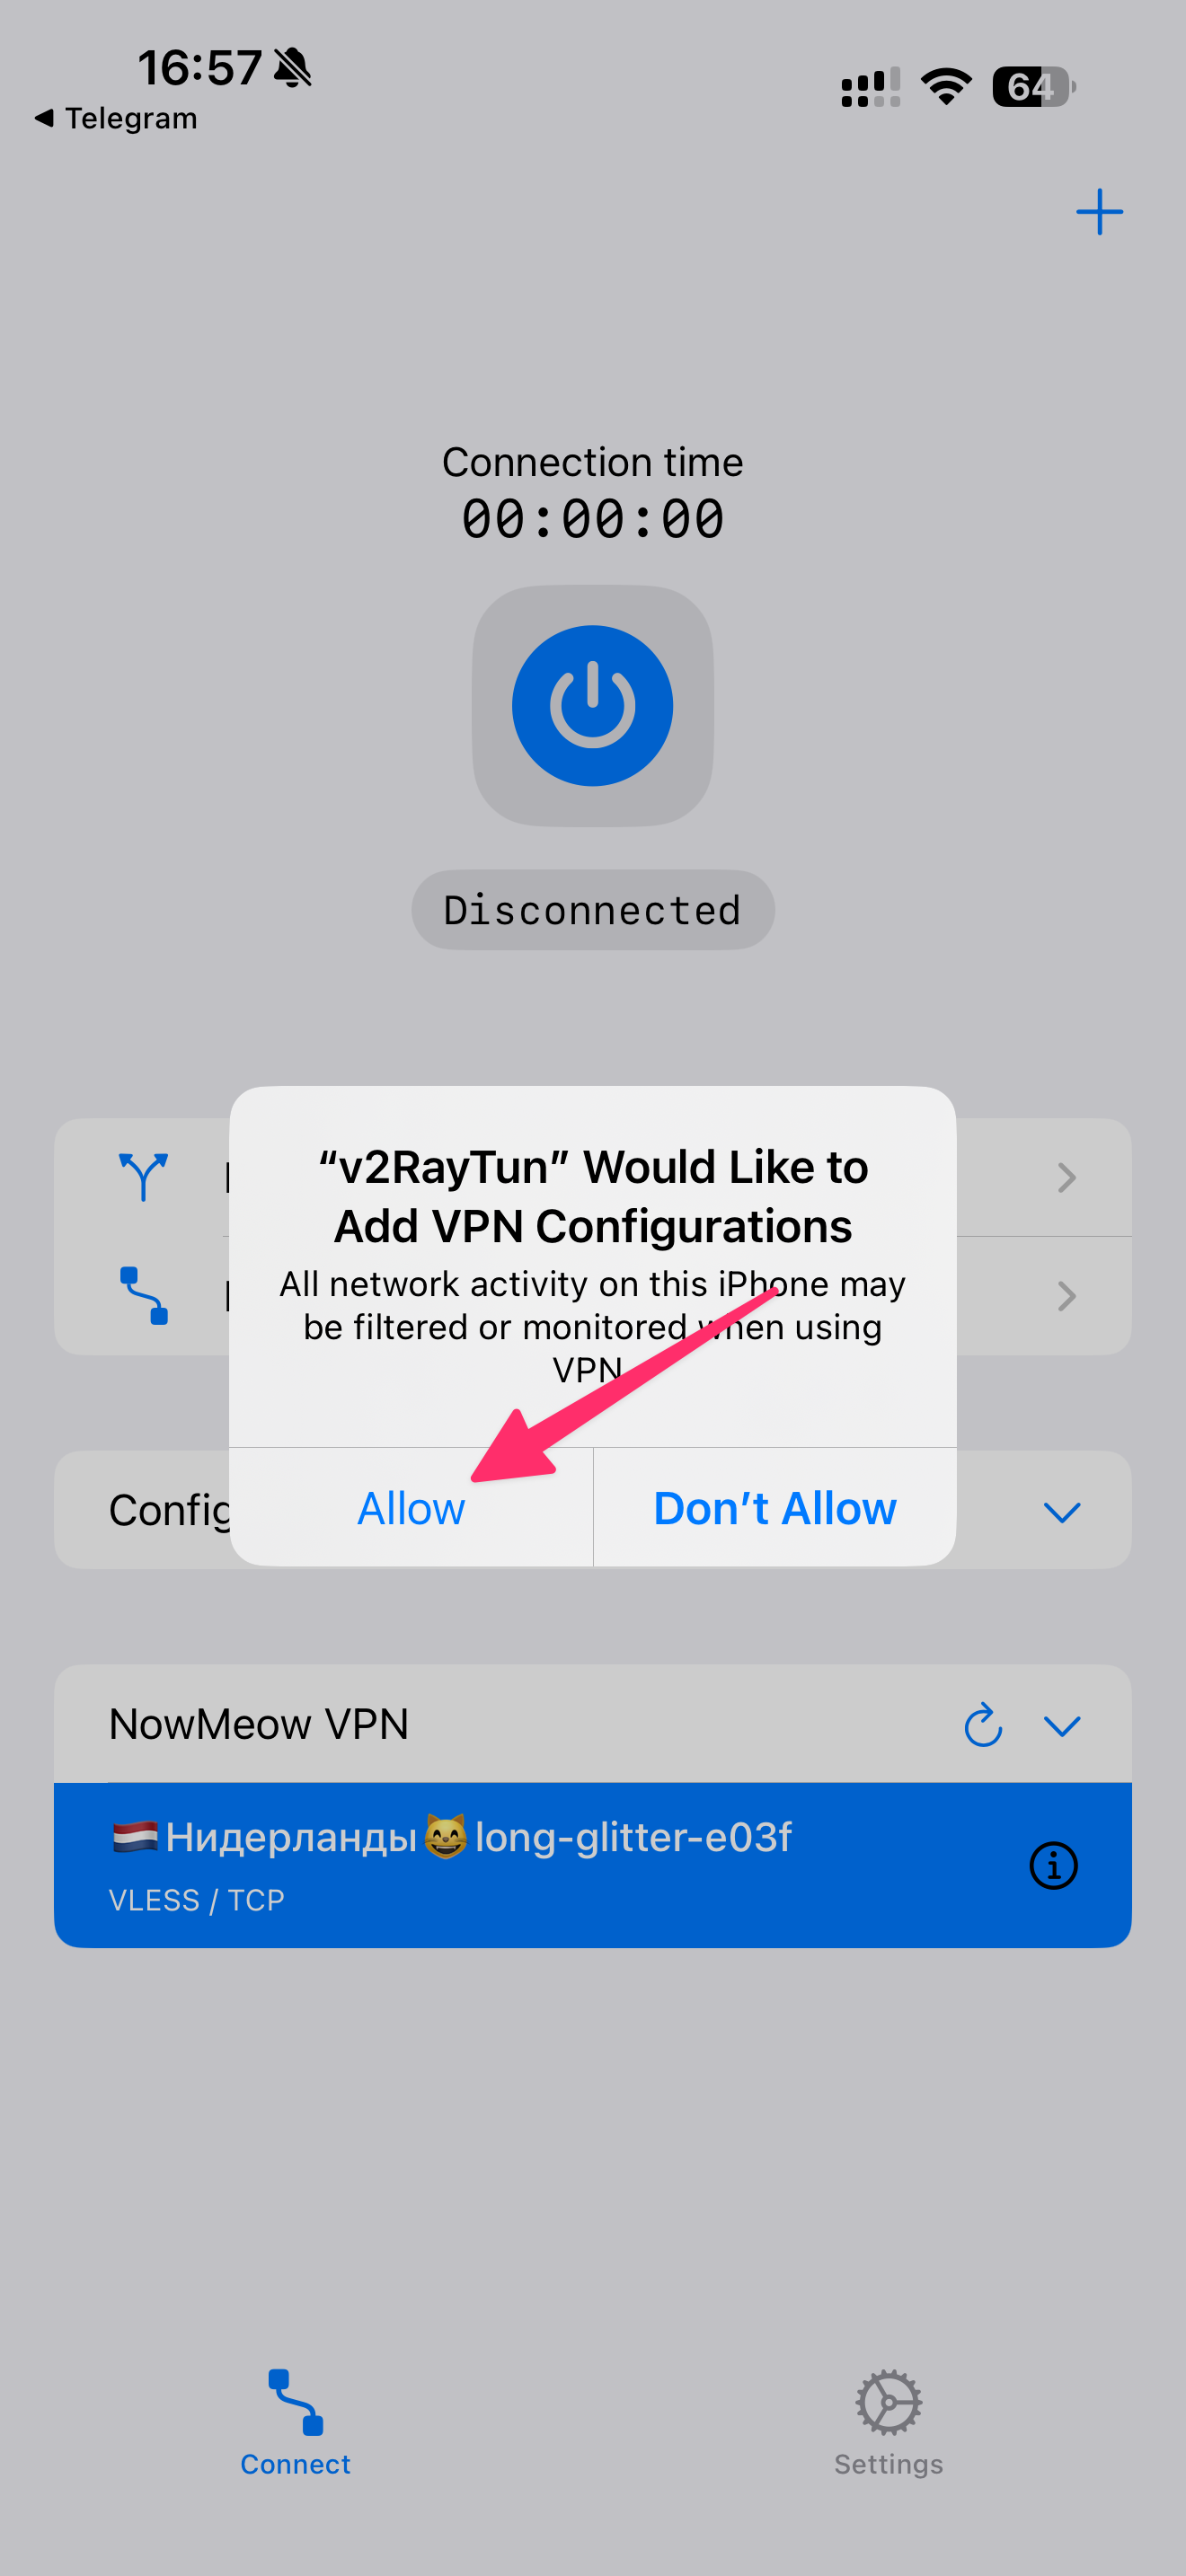 16:57
Telegram
64
Connection time
00:00:00
Disconnected
“v2RayTun” Would Like to
Add VPN Configurations
All network activity on this iPhone may
be filtered or monitored when using
VPN
Allow
Don’t Allow
NowMeow VPN
Нидерланды😸long-glitter-e03f
VLESS / TCP
Connect
Settings